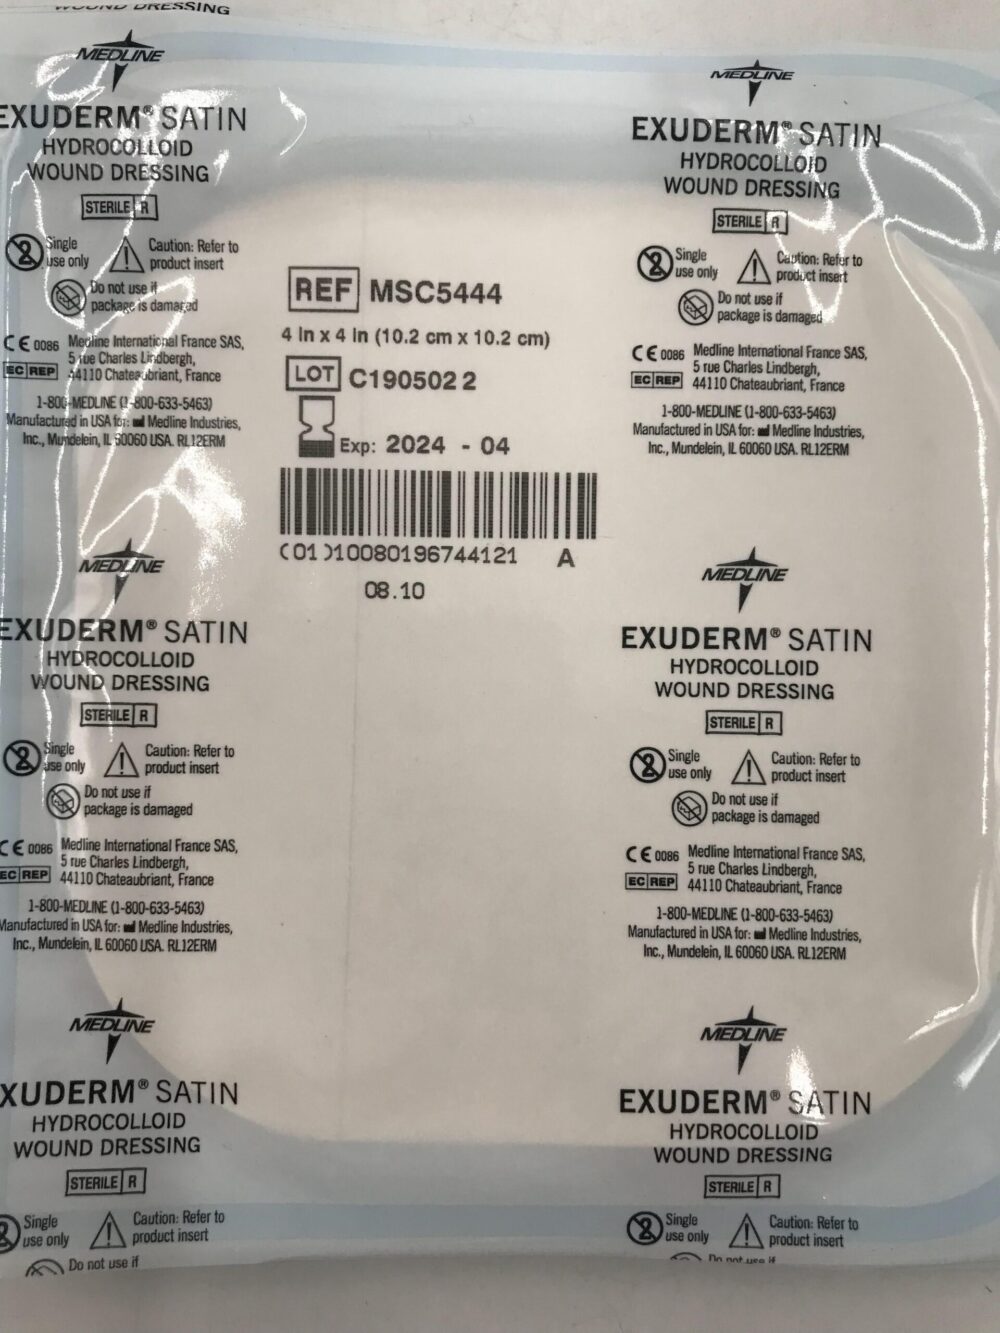 WOUND DRESSING
MEDLINE
EXUDERM® SATIN
HYDROCOLLOID
WOUND DRESSING
STERILE R
Single
use only
Caution: Refer to
product insert
Do not use if
package is damaged
CE 0086 Medline International France SAS,
5 rue Charles Lindbergh,
EC REP 44110 Chateaubriant, France
1-800-MEDLINE (1-800-633-5463)
Manufactured in USA for: Medline Industries,
Inc., Mundelein, IL 60060 USA. RL12ERM
MEDLINE
EXUDERM® SATIN
HYDROCOLLOID
WOUND DRESSING
STERILE R
Single
use only
Caution: Refer to
product insert
Do not use if
package is damaged
CE 0086 Medline International France SAS,
5 rue Charles Lindbergh,
EC REP 44110 Chateaubriant, France
1-800-MEDLINE (1-800-633-5463)
Manufactured in USA for: Medline Industries,
Inc., Mundelein, IL 60060 USA. RL12ERM
REF MSC5444
4 in x 4 in (10.2 cm x 10.2 cm)
LOT C1905022
Exp: 2024 - 04
(01)10080196744121 A
08.10
MEDLINE
EXUDERM® SATIN
HYDROCOLLOID
WOUND DRESSING
STERILE R
Single
use only
Caution: Refer to
product insert
Do not use if
package is damaged
CE 0086 Medline International France SAS,
5 rue Charles Lindbergh,
EC REP 44110 Chateaubriant, France
1-800-MEDLINE (1-800-633-5463)
Manufactured in USA for: Medline Industries,
Inc., Mundelein, IL 60060 USA. RL12ERM
MEDLINE
EXUDERM® SATIN
HYDROCOLLOID
WOUND DRESSING
STERILE R
Single
use only
Caution: Refer to
product insert
Do not use if
package is damaged
CE 0086 Medline International France SAS,
5 rue Charles Lindbergh,
EC REP 44110 Chateaubriant, France
1-800-MEDLINE (1-800-633-5463)
Manufactured in USA for: Medline Industries,
Inc., Mundelein, IL 60060 USA. RL12ERM
MEDLINE
XUDERM® SATIN
HYDROCOLLOID
WOUND DRESSING
STERILE R
Single
use only
Caution: Refer to
product insert
Do not use if
MEDLINE
EXUDERM® SATIN
HYDROCOLLOID
WOUND DRESSING
STERILE R
Single
use only
Caution: Refer to
product insert
Do not use if